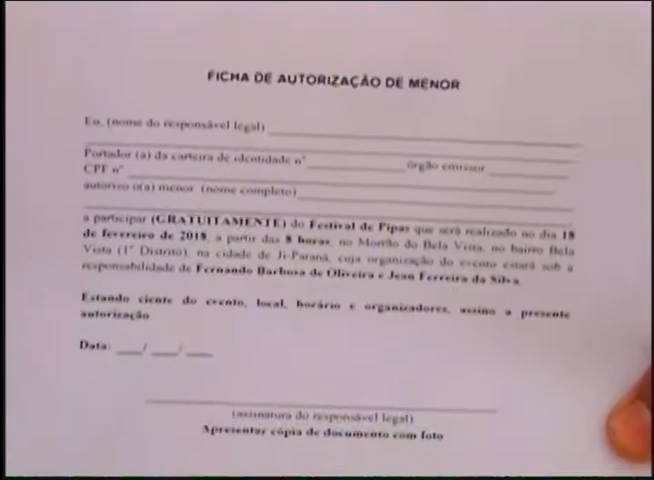 FICHA DE AUTORIZAÇÃO DE MENOR
Eu, (nome do responsável legal)
Portador (a) da carteira de identidade nº órgão emissor
CPF nº
autorizo o(a) menor (nome completo)
a participar (GRATUITAMENTE) do Festival de Pipas que será realizado no dia 18
de fevereiro de 2018, a partir das 8 horas, no Morrão do Bela Vista, no bairro Bela
Vista (1º Distrito), na cidade de Ji-Paraná, cuja organização do evento estará sob a
responsabilidade de Fernando Barbosa de Oliveira e Jean Ferreira da Silva.
Estando ciente do evento, local, horário e organizadores, assino a presente
autorização
Data: ___/ ___/ ___
(assinatura do responsável legal)
Apresentar cópia de documento com foto